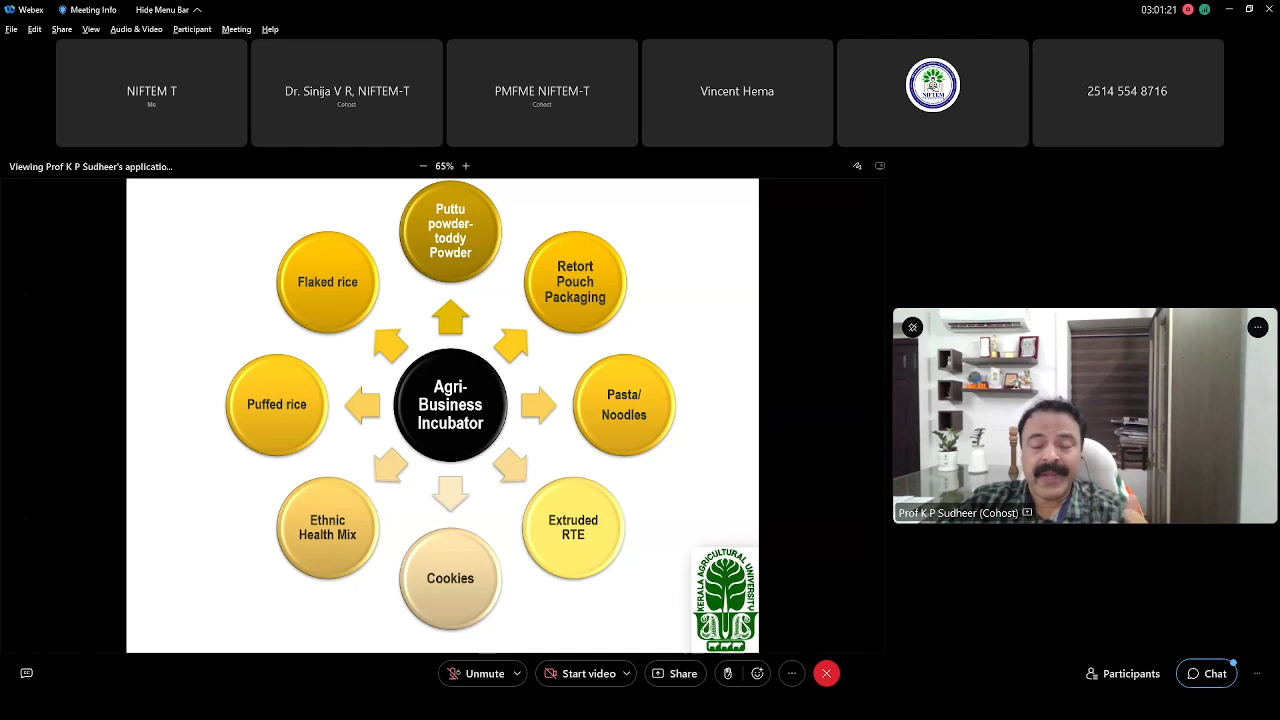 Webex
Meeting Info
Hide Menu Bar
03:01:21
File Edit Share View Audio & Video Participant Meeting Help
NIFTEM T
Me
Dr. Sinija V R, NIFTEM-T
Cohost
PMFME NIFTEM-T
Cohost
Vincent Hema
NIFTEM
2514 554 8716
Viewing Prof K P Sudheer's applicatio...
65%
Puttu
powder-
toddy
Powder
Flaked rice
Retort
Pouch
Packaging
Puffed rice
Agri-
Business
Incubator
Pasta/
Noodles
Ethnic
Health Mix
Extruded
RTE
Cookies
KERALA AGRICULTURAL UNIVERSITY
Prof K P Sudheer (Cohost)
Unmute
Start video
Share
Participants
Chat